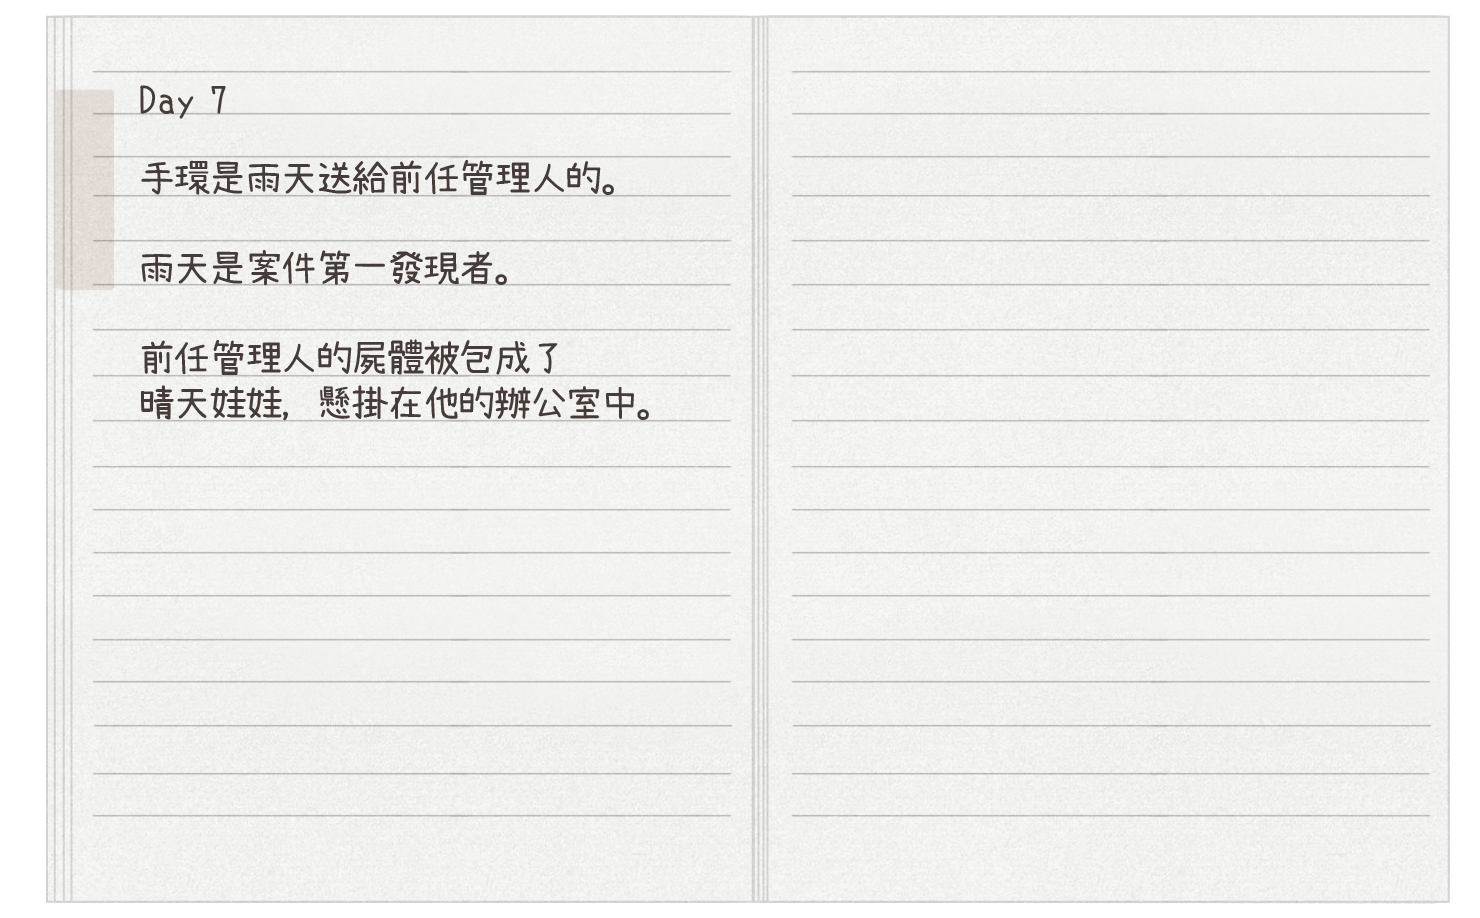 Day 7
手環是雨天送給前任管理人的。
雨天是案件第一發現者。
前任管理人的屍體被包成了
晴天娃娃，懸掛在他的辦公室中。